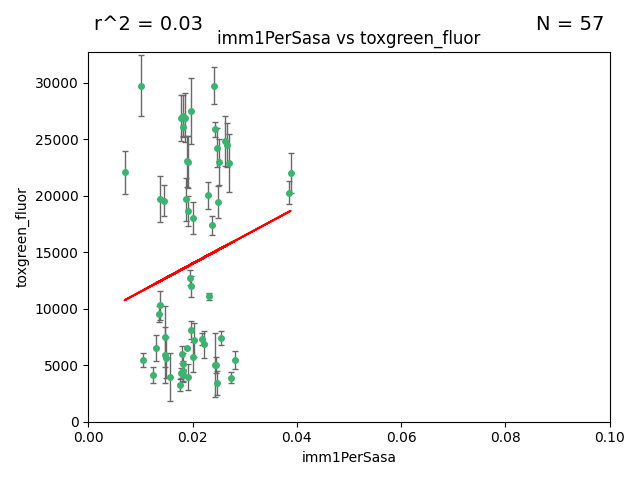 r^2 = 0.03
N = 57
imm1PerSasa vs toxgreen_fluor
30000
25000
20000
15000
10000
5000
0
toxgreen_fluor
0.00
0.02
0.04
0.06
0.08
0.10
imm1PerSasa